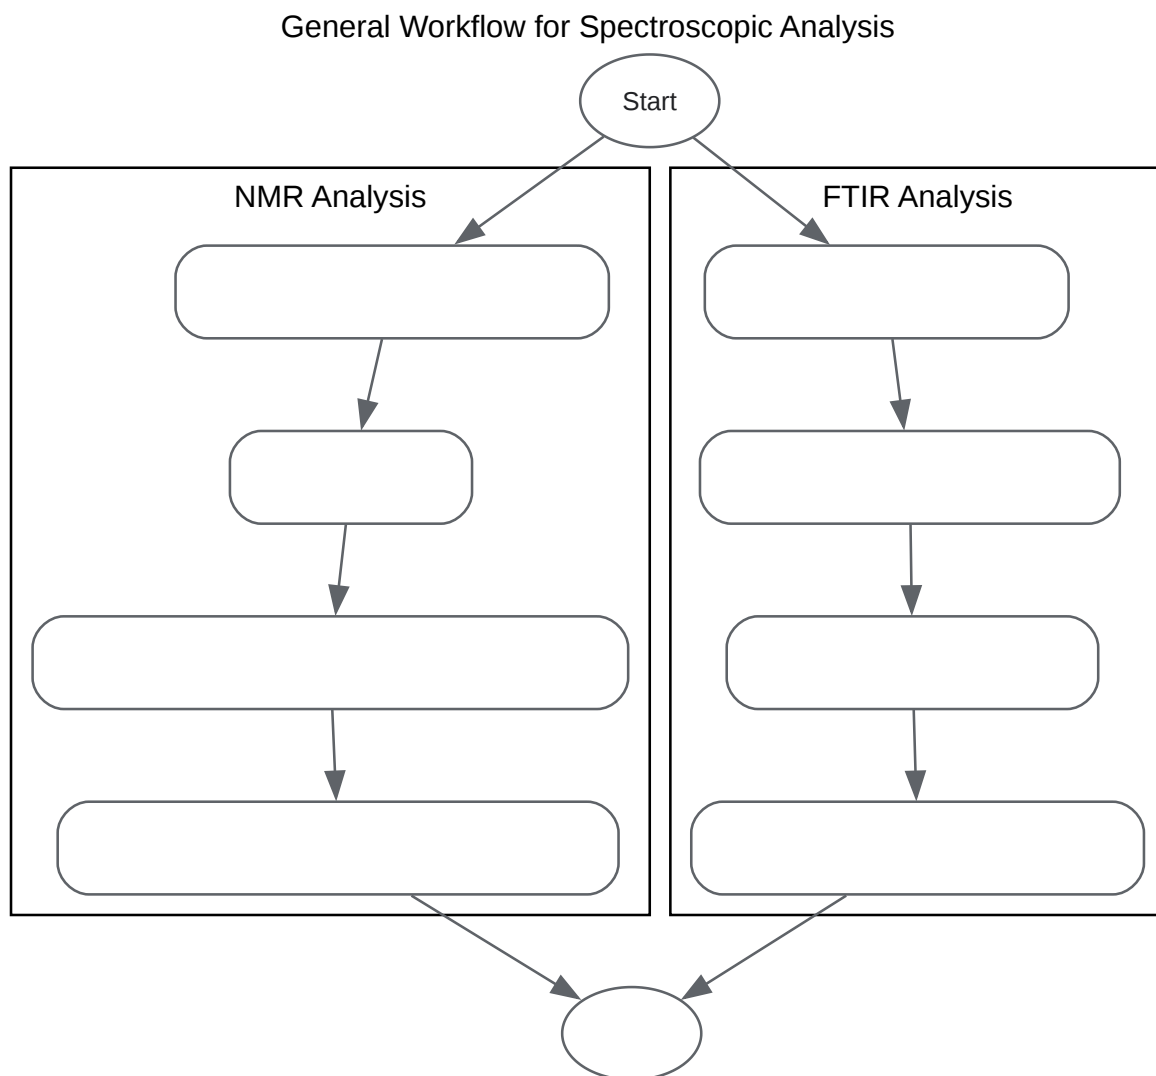 General Workflow for Spectroscopic Analysis
Start
NMR Analysis
FTIR Analysis